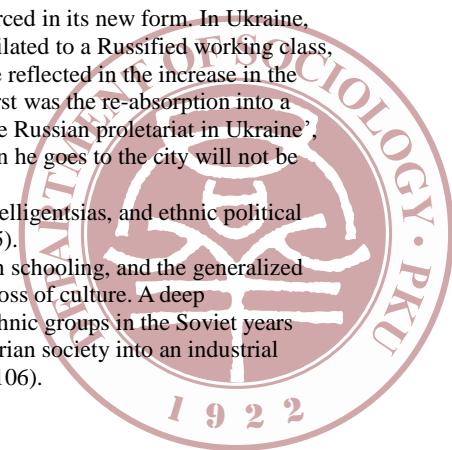 rced in its new form. In Ukraine,
ilated to a Russified working class,
e reflected in the increase in the
rst was the re-absorption into a
e Russian proletariat in Ukraine’,
n he goes to the city will not be
elligentsias, and ethnic political
5).
n schooling, and the generalized
oss of culture. A deep
hnic groups in the Soviet years
rian society into an industrial
106).
DEPARTMENT OF SOCIOLOGY · PKU
1922